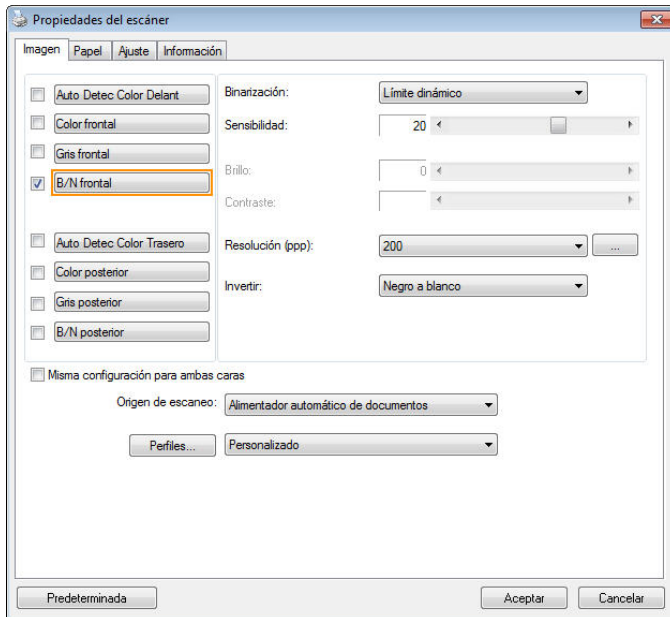 Propiedades del escáner
Imagen Papel Ajuste Información
Auto Detec Color Delant
Color frontal
Gris frontal
B/N frontal
Auto Detec Color Trasero
Color posterior
Gris posterior
B/N posterior
Binarización: Límite dinámico
Sensibilidad: 20
Brillo: 0
Contraste:
Resolución (ppp): 200 ...
Invertir: Negro a blanco
Misma configuración para ambas caras
Origen de escaneo: Alimentador automático de documentos
Perfiles... Personalizado
Predeterminada Aceptar Cancelar